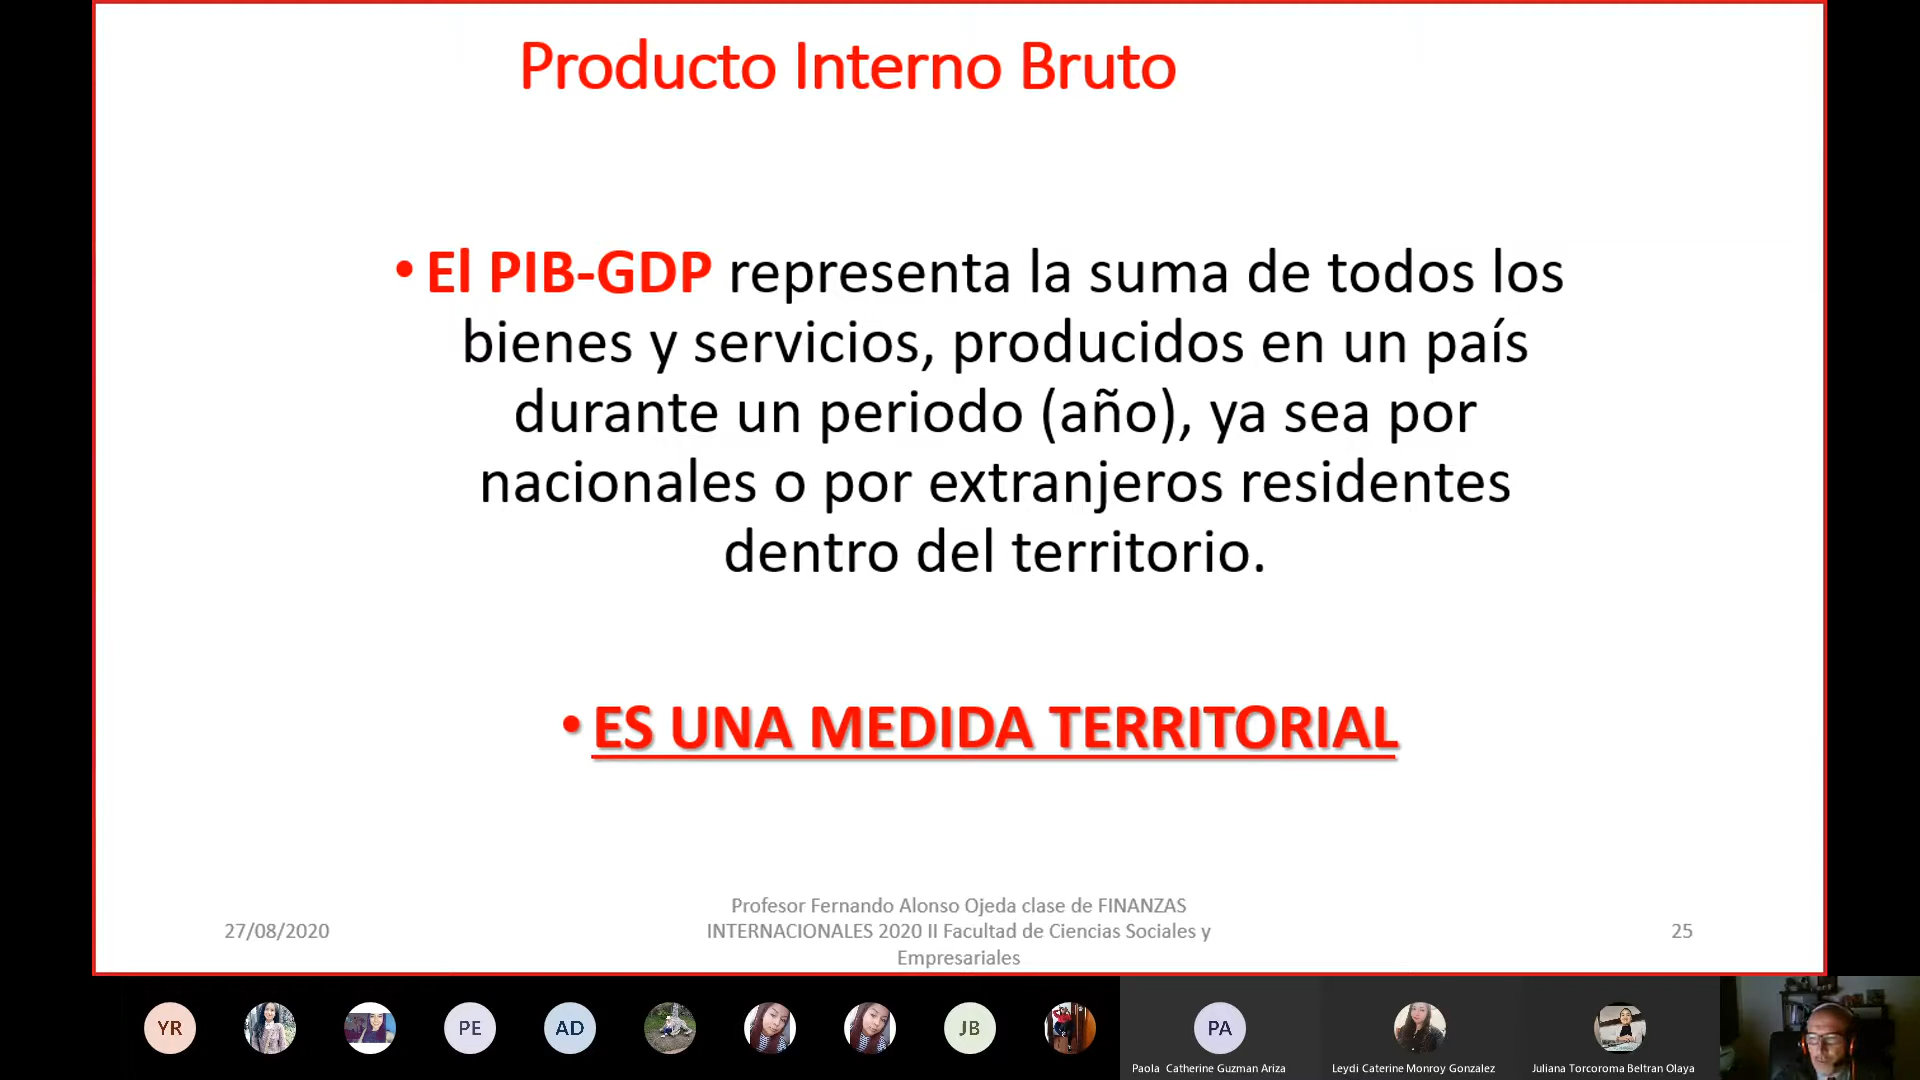 Producto Interno Bruto
• El PIB-GDP representa la suma de todos los
bienes y servicios, producidos en un país
durante un periodo (año), ya sea por
nacionales o por extranjeros residentes
dentro del territorio.
• ES UNA MEDIDA TERRITORIAL
27/08/2020
Profesor Fernando Alonso Ojeda clase de FINANZAS
INTERNACIONALES 2020 II Facultad de Ciencias Sociales y
Empresariales
25
YR
PE
AD
JB
PA
Paola Catherine Guzman Ariza
Leydi Caterine Monroy Gonzalez
Juliana Torcoroma Beltran Olaya